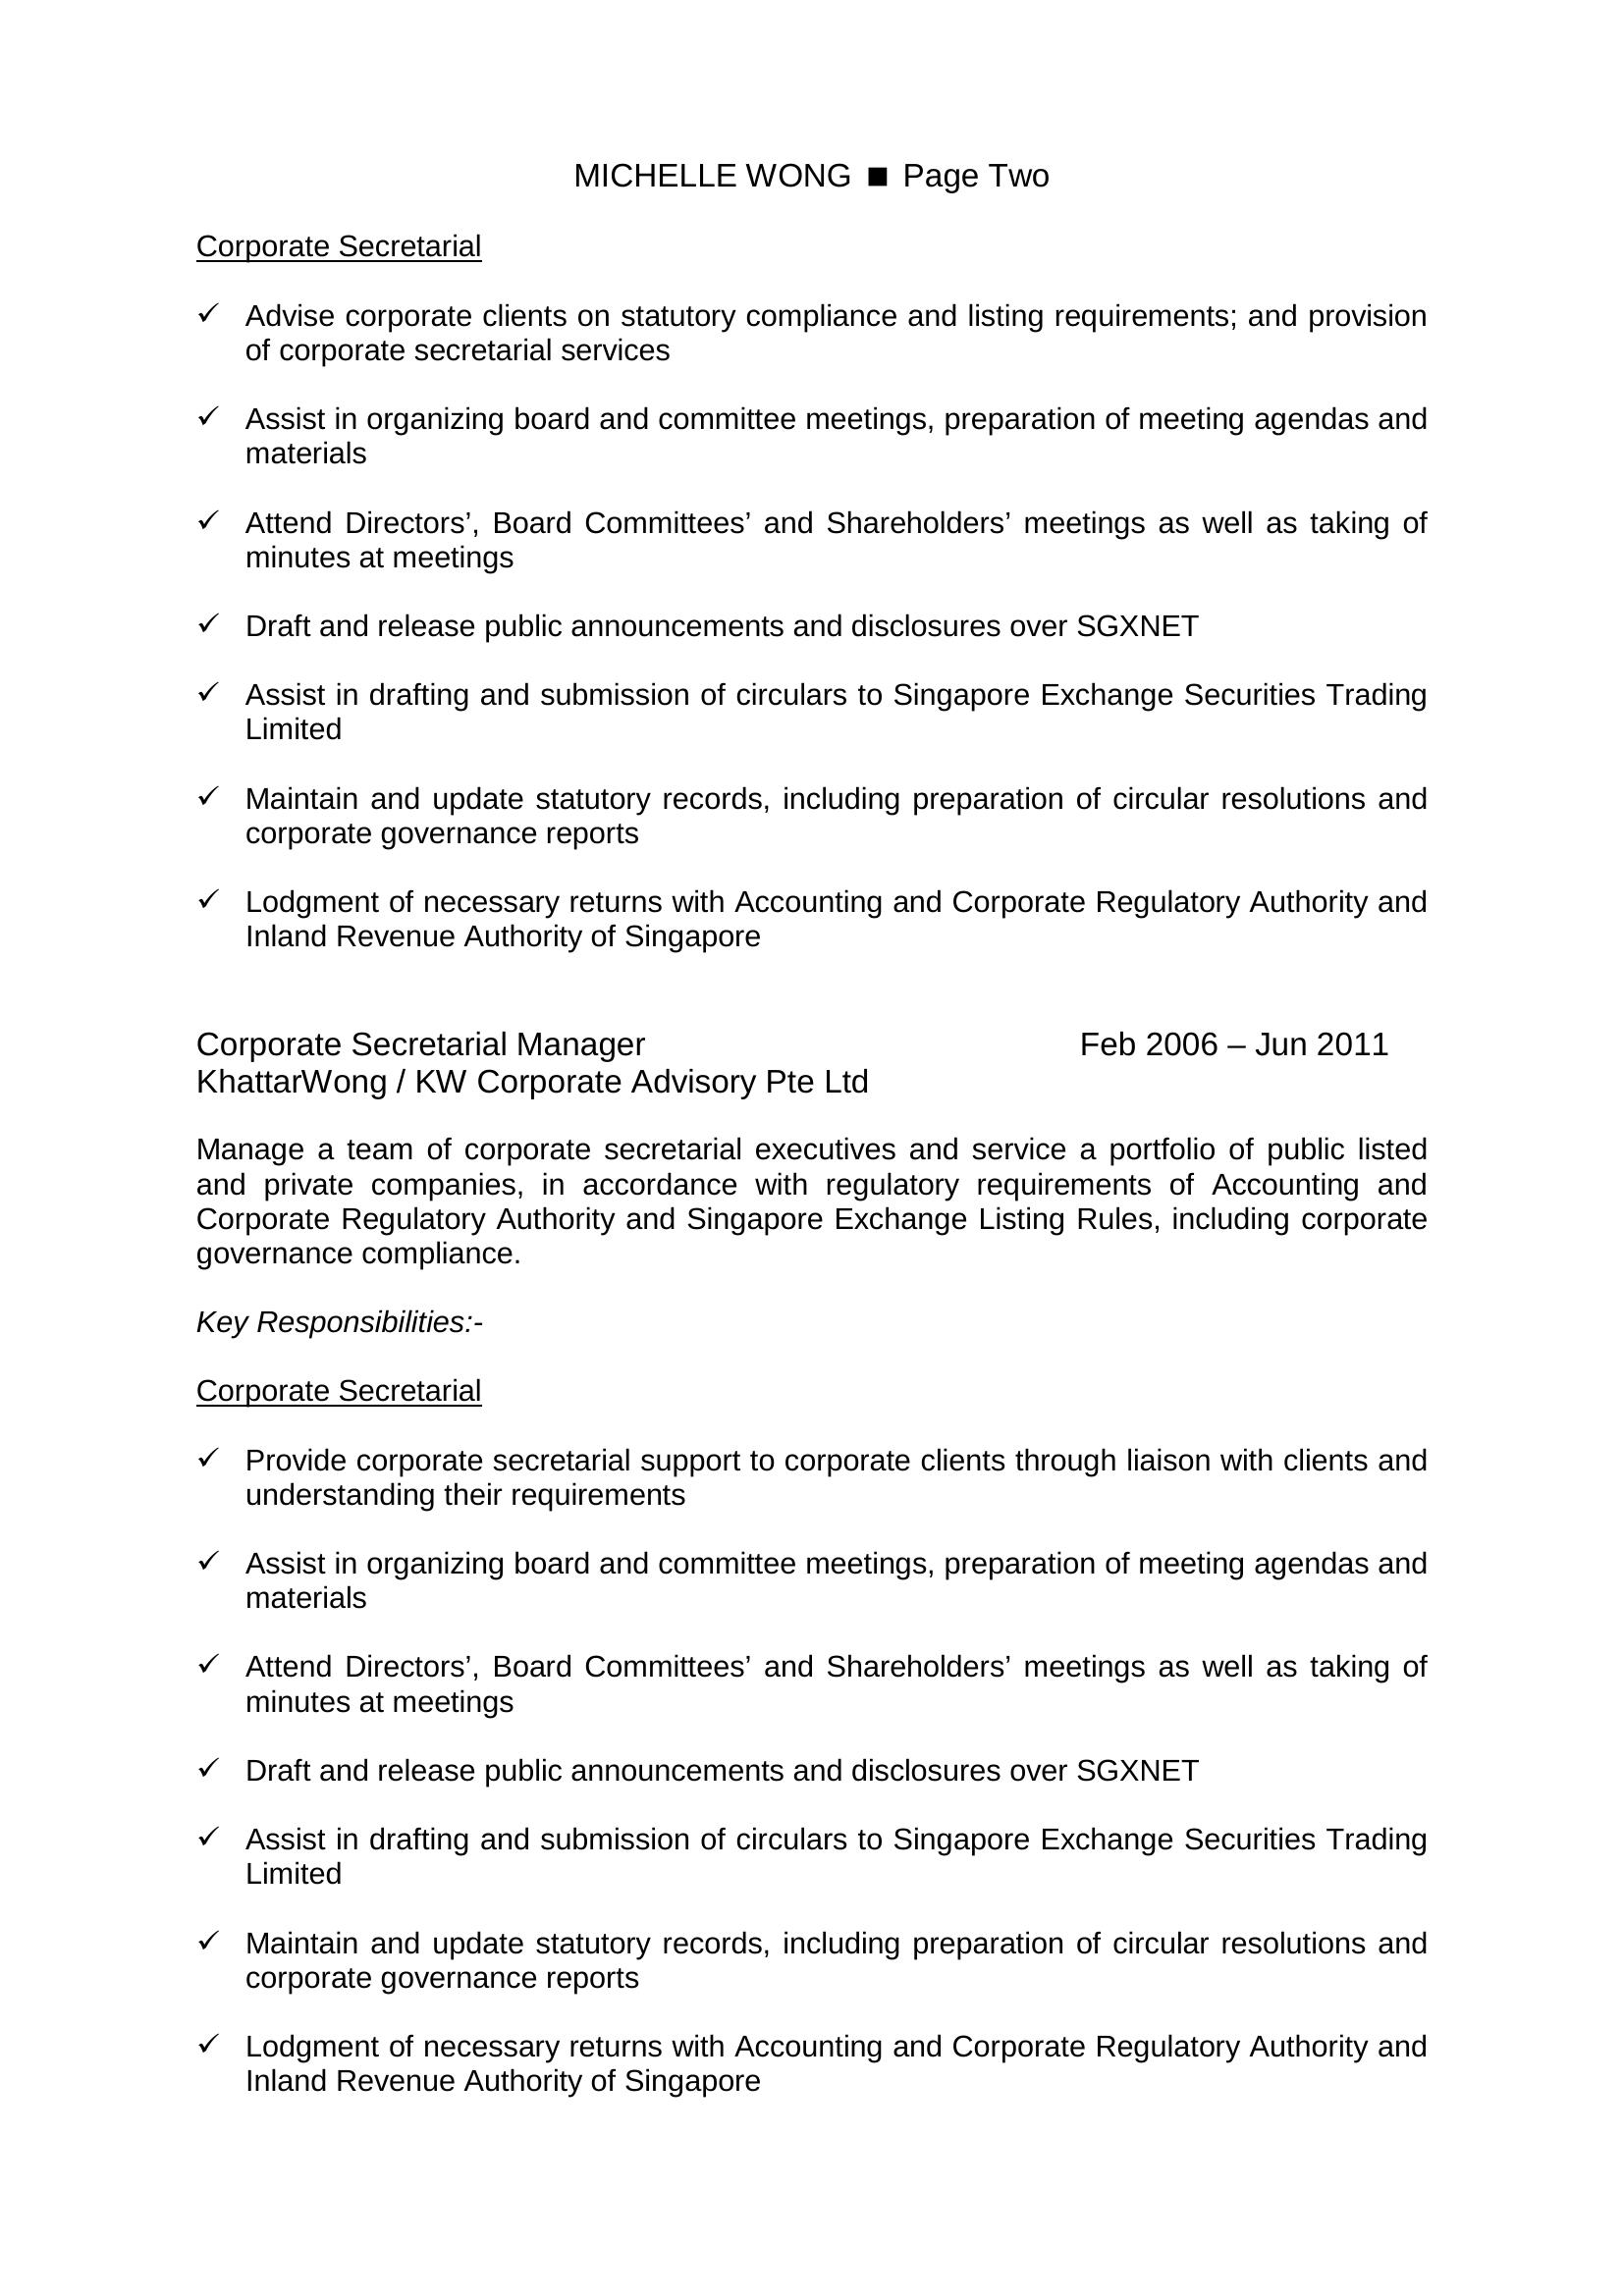 MICHELLE WONG ■ Page Two
Corporate Secretarial
✓ Advise corporate clients on statutory compliance and listing requirements; and provision
of corporate secretarial services
✓ Assist in organizing board and committee meetings, preparation of meeting agendas and
materials
✓ Attend Directors’, Board Committees’ and Shareholders’ meetings as well as taking of
minutes at meetings
✓ Draft and release public announcements and disclosures over SGXNET
✓ Assist in drafting and submission of circulars to Singapore Exchange Securities Trading
Limited
✓ Maintain and update statutory records, including preparation of circular resolutions and
corporate governance reports
✓ Lodgment of necessary returns with Accounting and Corporate Regulatory Authority and
Inland Revenue Authority of Singapore
Corporate Secretarial Manager Feb 2006 – Jun 2011
KhattarWong / KW Corporate Advisory Pte Ltd
Manage a team of corporate secretarial executives and service a portfolio of public listed
and private companies, in accordance with regulatory requirements of Accounting and
Corporate Regulatory Authority and Singapore Exchange Listing Rules, including corporate
governance compliance.
Key Responsibilities:-
Corporate Secretarial
✓ Provide corporate secretarial support to corporate clients through liaison with clients and
understanding their requirements
✓ Assist in organizing board and committee meetings, preparation of meeting agendas and
materials
✓ Attend Directors’, Board Committees’ and Shareholders’ meetings as well as taking of
minutes at meetings
✓ Draft and release public announcements and disclosures over SGXNET
✓ Assist in drafting and submission of circulars to Singapore Exchange Securities Trading
Limited
✓ Maintain and update statutory records, including preparation of circular resolutions and
corporate governance reports
✓ Lodgment of necessary returns with Accounting and Corporate Regulatory Authority and
Inland Revenue Authority of Singapore